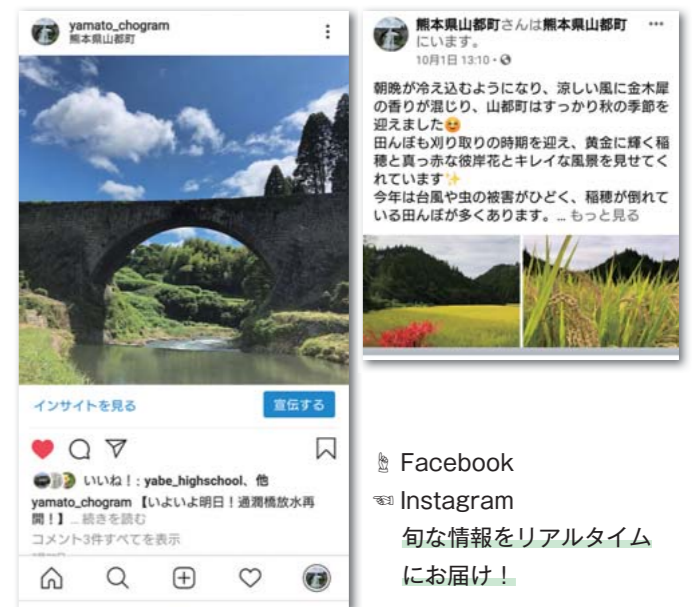 yamato_chogram
熊本県山都町
インサイトを見る
宣伝する
いいね！: yabe_highschool、他
yamato_chogram 【いよいよ明日！通潤橋放水再
開！】... 続きを読む
コメント3件すべてを表示
熊本県山都町さんは熊本県山都町
にいます。
10月1日 13:10
朝晩が冷え込むようになり、涼しい風に金木犀
の香りが混じり、山都町はすっかり秋の季節を
迎えました😊
田んぼも刈り取りの時期を迎え、黄金に輝く稲
穂と真っ赤な彼岸花とキレイな風景を見せてく
れています✨
今年は台風や虫の被害がひどく、稲穂が倒れて
いる田んぼが多くあります。... もっと見る
☝ Facebook
☜ Instagram
旬な情報をリアルタイム
にお届け！